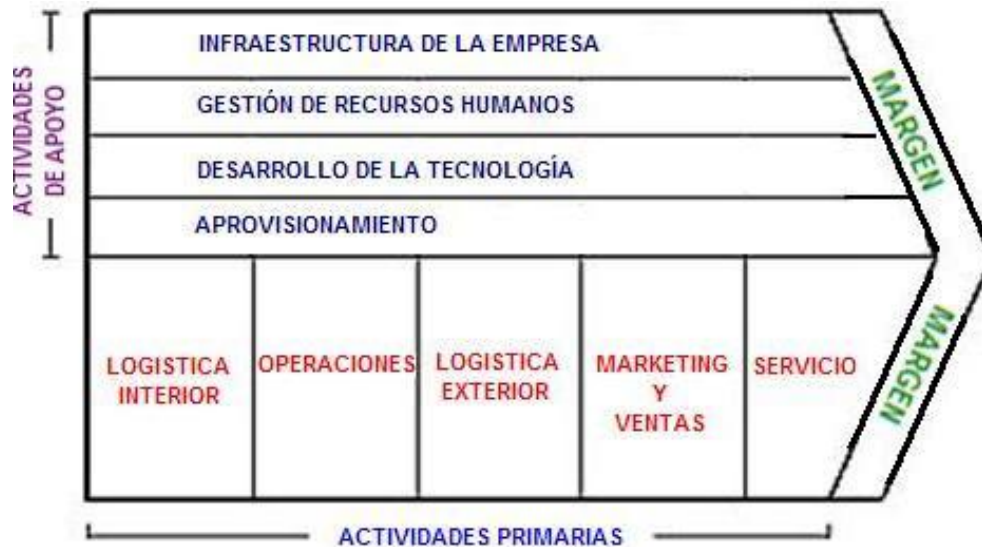 ACTIVIDADES
DE APOYO
INFRAESTRUCTURA DE LA EMPRESA
GESTIÓN DE RECURSOS HUMANOS
DESARROLLO DE LA TECNOLOGÍA
APROVISIONAMIENTO
MARGEN
LOGISTICA
INTERIOR
OPERACIONES
LOGISTICA
EXTERIOR
MARKETING
Y
VENTAS
SERVICIO
MARGEN
ACTIVIDADES PRIMARIAS